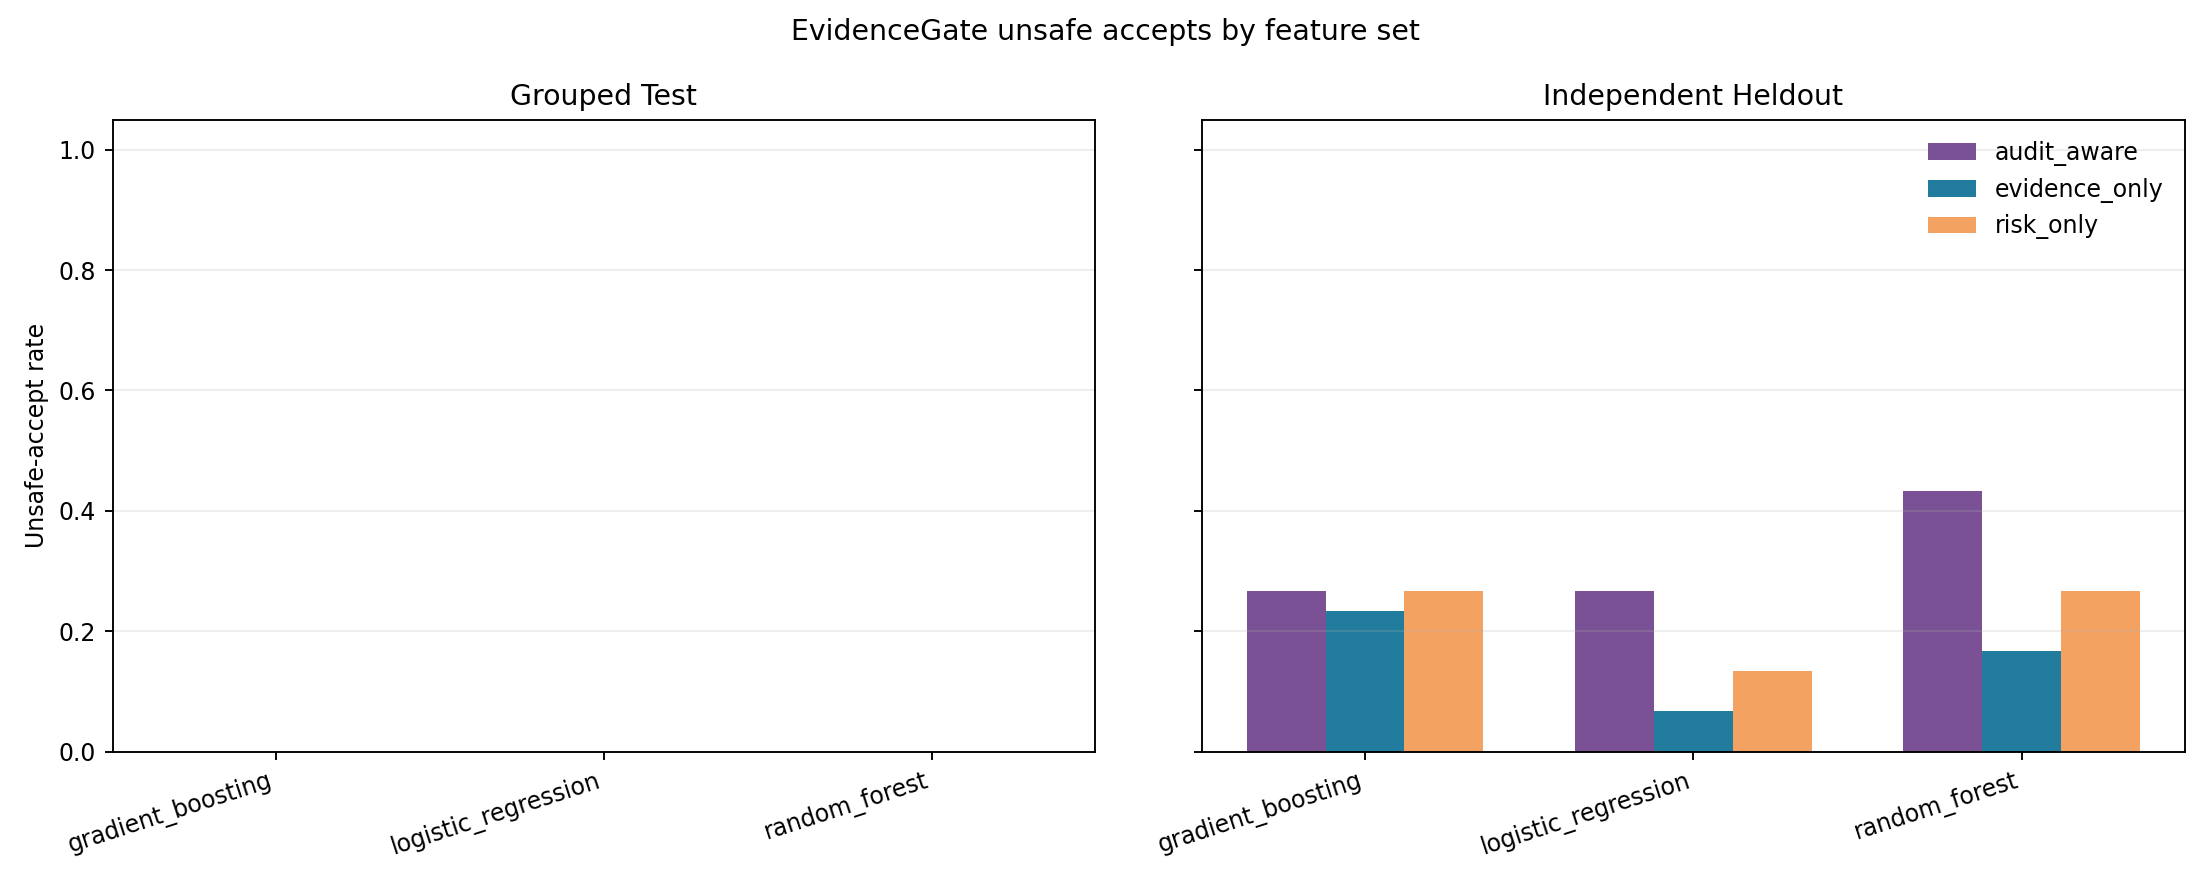 EvidenceGate unsafe accepts by feature set
Grouped Test
Unsafe-accept rate
1.0
0.8
0.6
0.4
0.2
0.0
gradient_boosting
logistic_regression
random_forest
Independent Heldout
audit_aware
evidence_only
risk_only
gradient_boosting
logistic_regression
random_forest